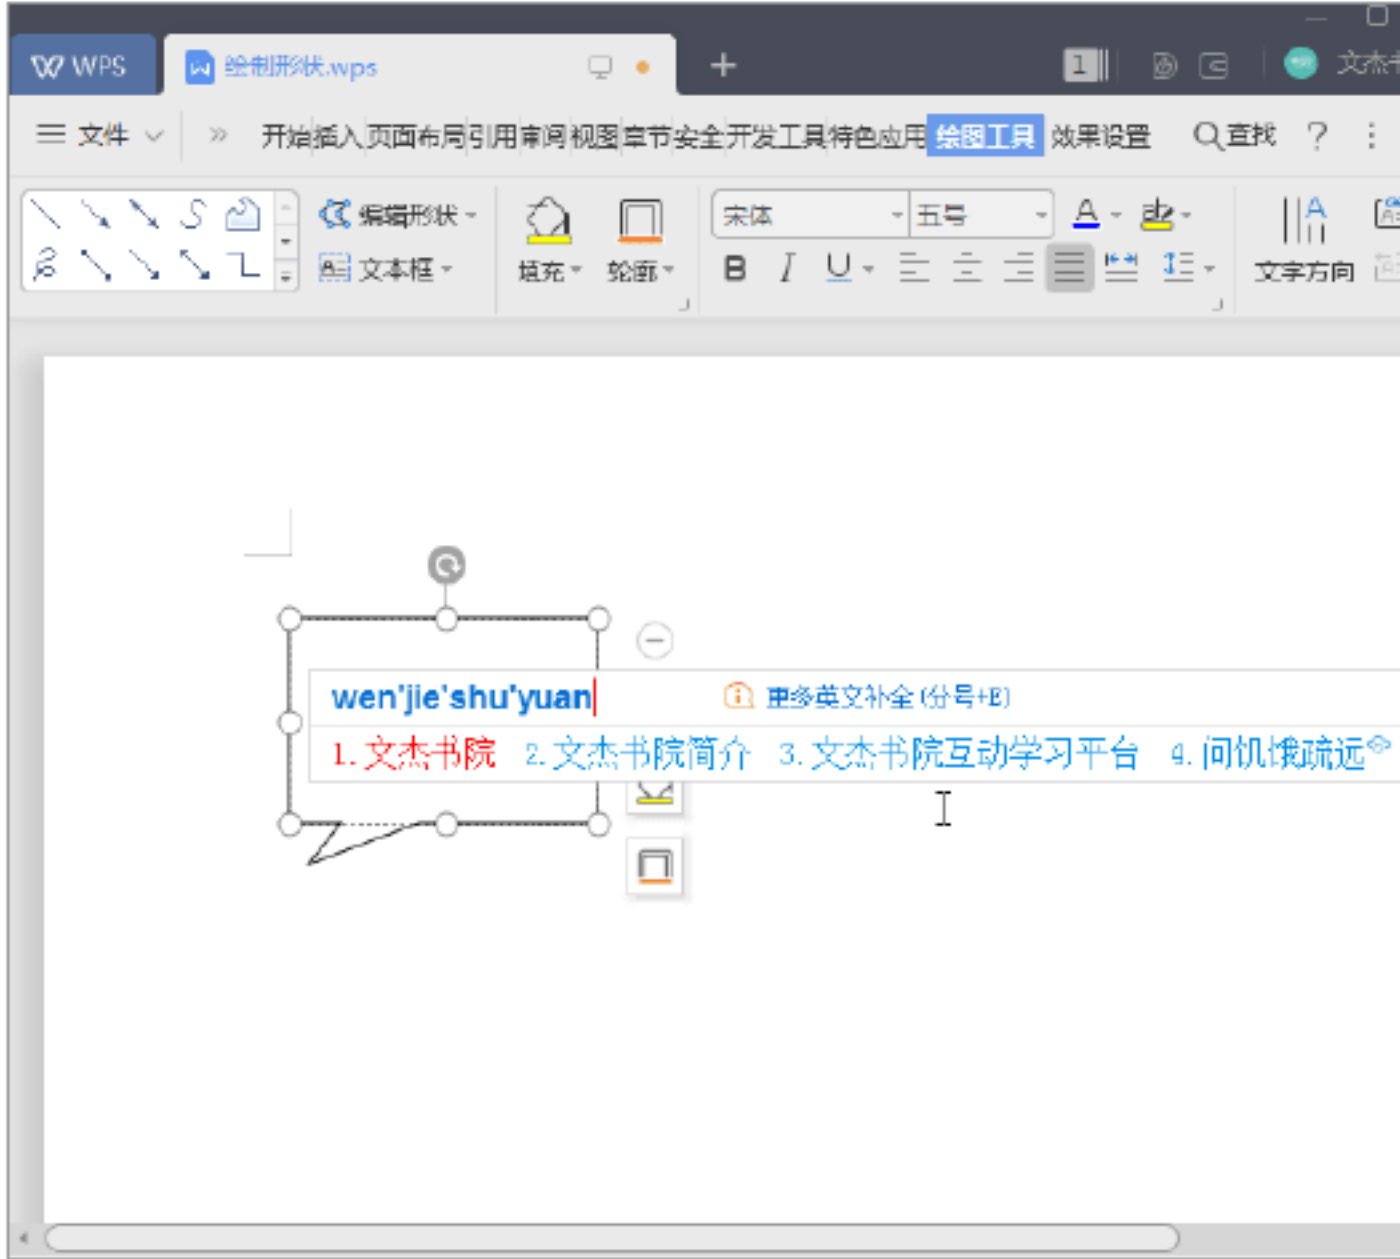 WPS 绘制形状.wps + 1 文杰
文件 » 开始 插入 页面布局 引用 审阅 视图 章节 安全 开发工具 特色应用 绘图工具 效果设置 查找 ?
编辑形状 宋体 五号 A ab
文本框 填充 轮廓 B I U 文字方向
wen'jie'shu'yuan 更多英文补全(分号+E)
1.文杰书院 2.文杰书院简介 3.文杰书院互动学习平台 4.问饥饿疏远